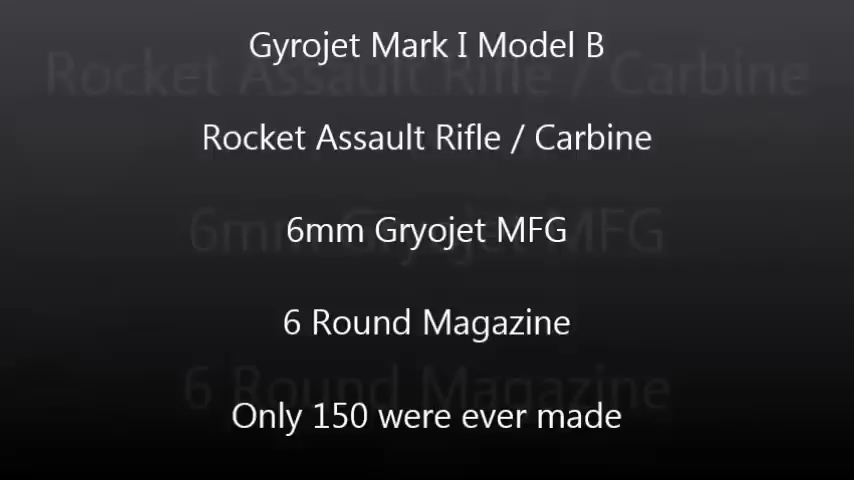 Gyrojet Mark I Model B
Rocket Assault Rifle / Carbine
6mm Gryojet MFG
6 Round Magazine
Only 150 were ever made